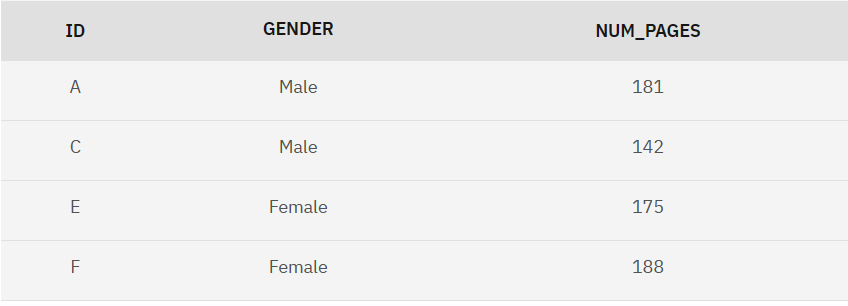 ID GENDER NUM_PAGES
A Male 181
C Male 142
E Female 175
F Female 188